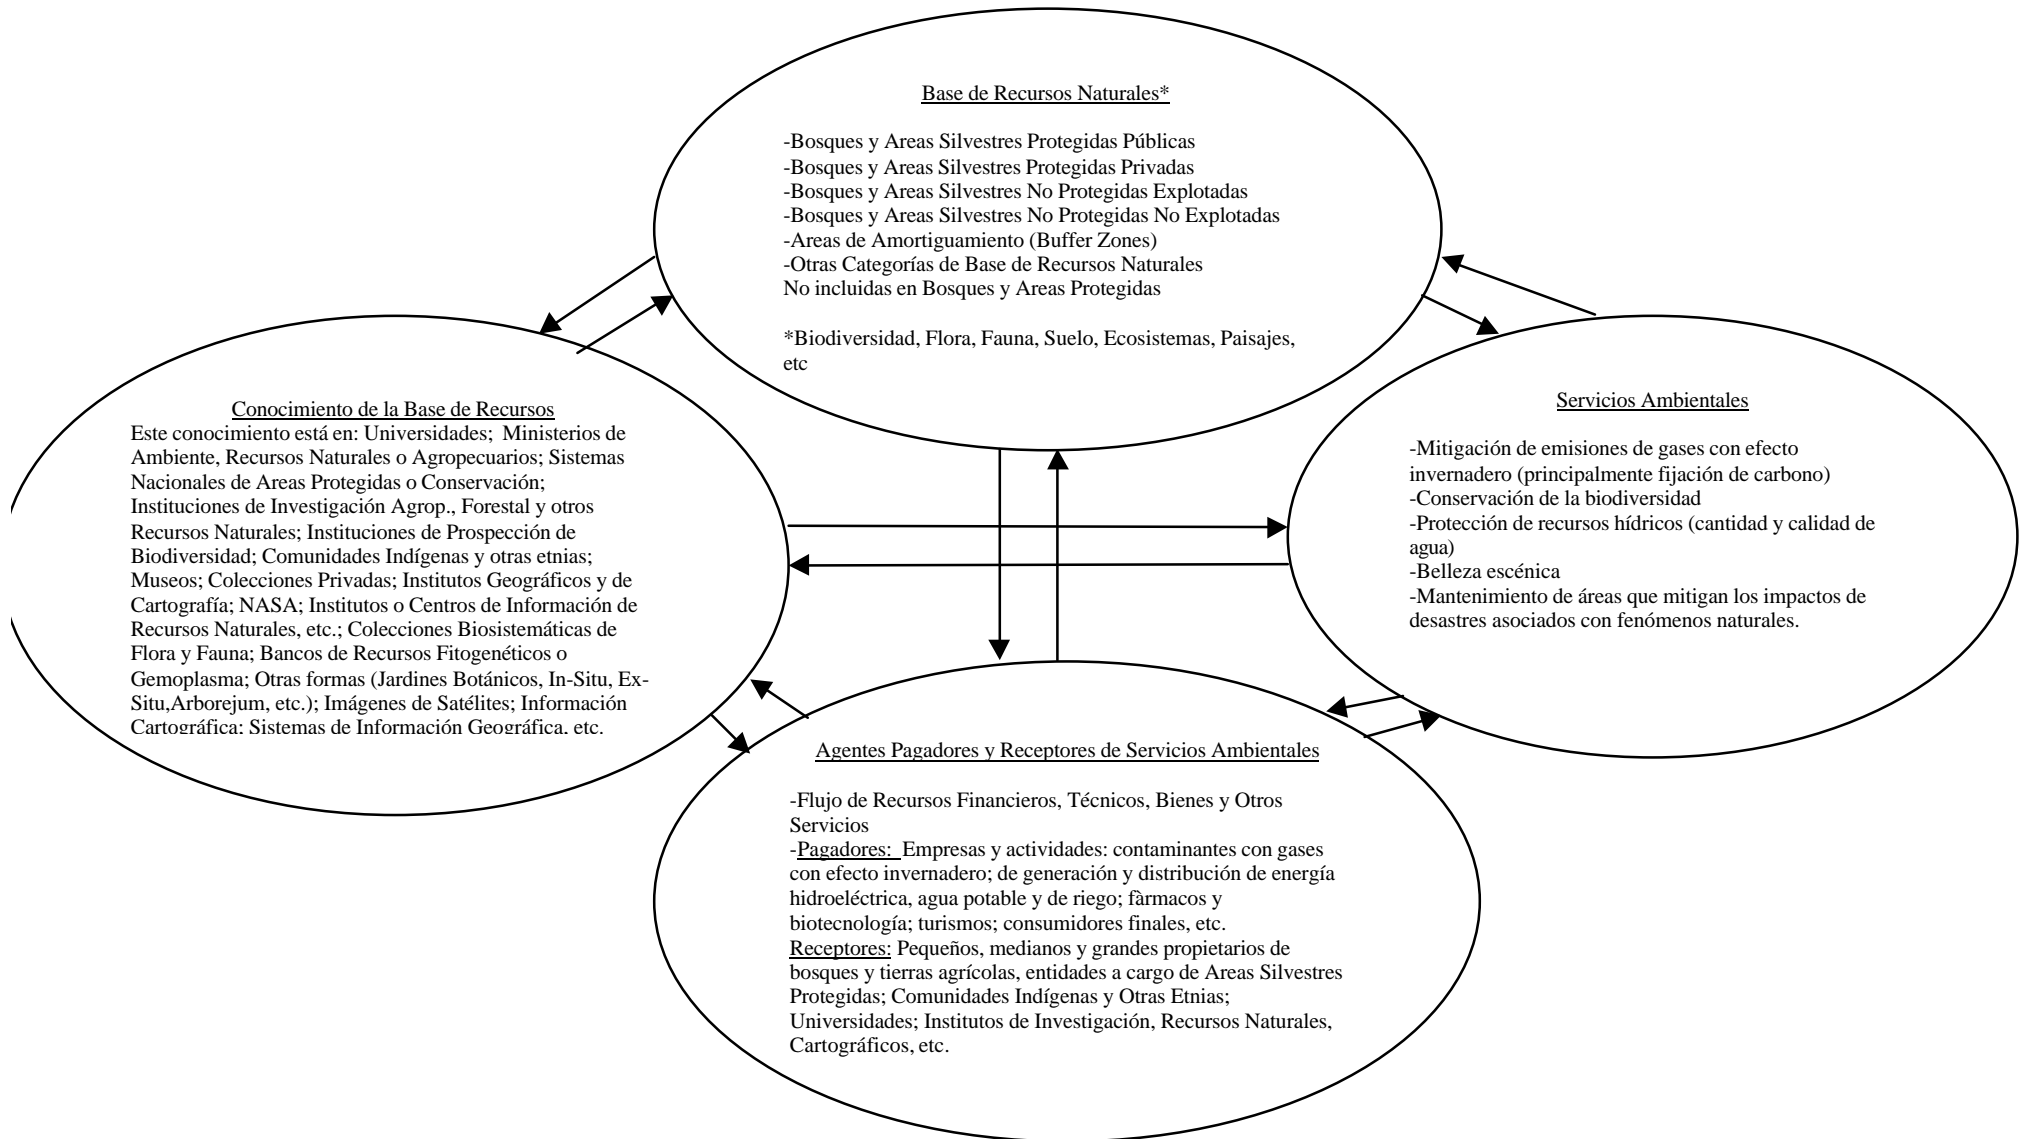 Base de Recursos Naturales*
-Bosques y Areas Silvestres Protegidas Públicas
-Bosques y Areas Silvestres Protegidas Privadas
-Bosques y Areas Silvestres No Protegidas Explotadas
-Bosques y Areas Silvestres No Protegidas No Explotadas
-Areas de Amortiguamiento (Buffer Zones)
-Otras Categorías de Base de Recursos Naturales
No incluidas en Bosques y Areas Protegidas
*Biodiversidad, Flora, Fauna, Suelo, Ecosistemas, Paisajes,
etc
Conocimiento de la Base de Recursos
Este conocimiento está en: Universidades; Ministerios de
Ambiente, Recursos Naturales o Agropecuarios; Sistemas
Nacionales de Areas Protegidas o Conservación;
Instituciones de Investigación Agrop., Forestal y otros
Recursos Naturales; Instituciones de Prospección de
Biodiversidad; Comunidades Indígenas y otras etnias;
Museos; Colecciones Privadas; Institutos Geográficos y de
Cartografía; NASA; Institutos o Centros de Información de
Recursos Naturales, etc.; Colecciones Biosistemáticas de
Flora y Fauna; Bancos de Recursos Fitogenéticos o
Gemoplasma; Otras formas (Jardines Botánicos, In-Situ, Ex-
Situ,Arborejum, etc.); Imágenes de Satélites; Información
Cartográfica; Sistemas de Información Geográfica, etc.
Servicios Ambientales
-Mitigación de emisiones de gases con efecto
invernadero (principalmente fijación de carbono)
-Conservación de la biodiversidad
-Protección de recursos hídricos (cantidad y calidad de
agua)
-Belleza escénica
-Mantenimiento de áreas que mitigan los impactos de
desastres asociados con fenómenos naturales.
Agentes Pagadores y Receptores de Servicios Ambientales
-Flujo de Recursos Financieros, Técnicos, Bienes y Otros
Servicios
-Pagadores: Empresas y actividades: contaminantes con gases
con efecto invernadero; de generación y distribución de energía
hidroeléctrica, agua potable y de riego; fàrmacos y
biotecnología; turismos; consumidores finales, etc.
Receptores: Pequeños, medianos y grandes propietarios de
bosques y tierras agrícolas, entidades a cargo de Areas Silvestres
Protegidas; Comunidades Indígenas y Otras Etnias;
Universidades; Institutos de Investigación, Recursos Naturales,
Cartográficos, etc.